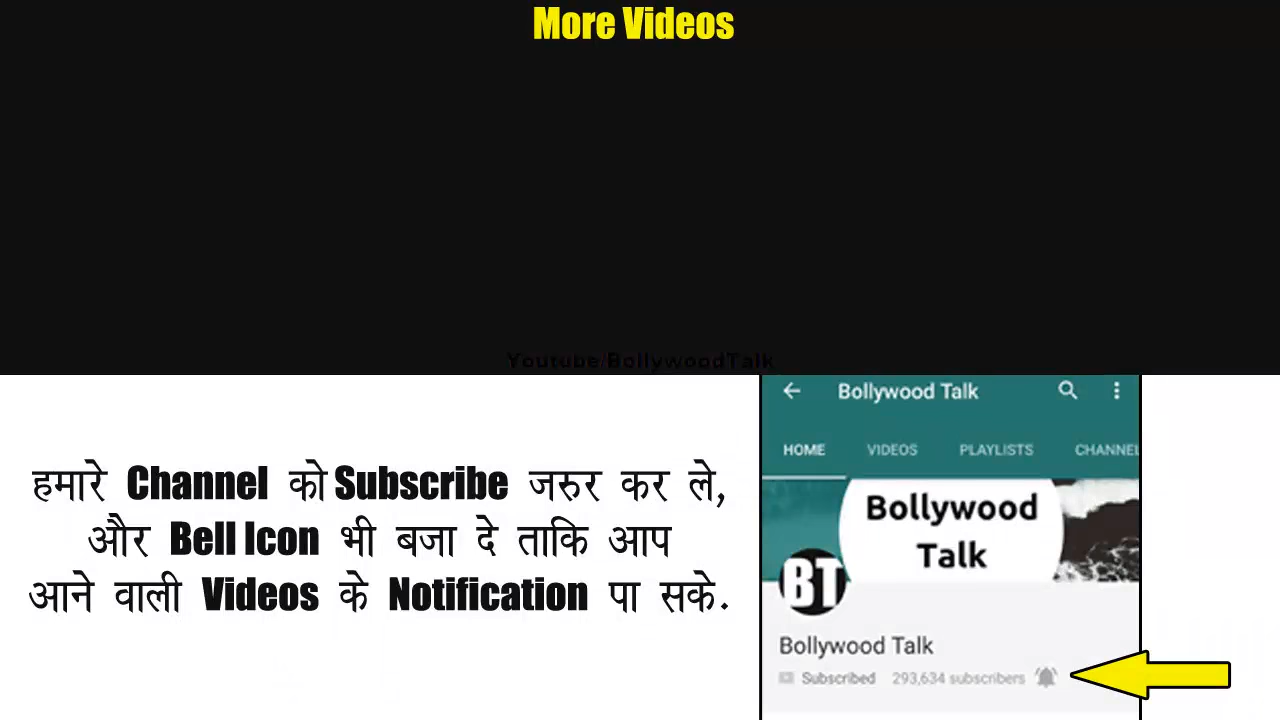 More Videos
Youtube/BollywoodTalk
हमारे Channel को Subscribe जरुर कर ले,
और Bell Icon भी बजा दे ताकि आप
आने वाली Videos के Notification पा सके.
Bollywood Talk
HOME VIDEOS PLAYLISTS CHANNEL
Bollywood
Talk
BT
Bollywood Talk
Subscribed 293,634 subscribers